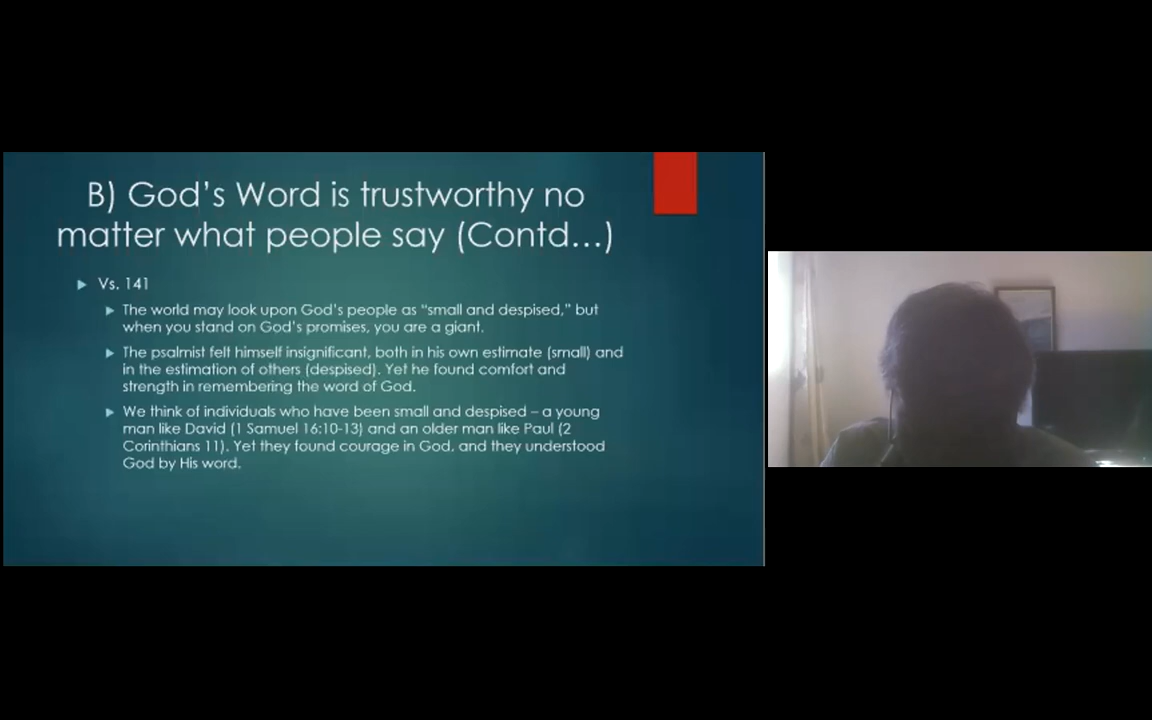 B) God's Word is trustworthy no
matter what people say (Contd...)
Vs. 141
The world may look upon God's people as "small and despised," but
when you stand on God's promises, you are a giant.
The psalmist felt himself insignificant, both in his own estimate (small) and
in the estimation of others (despised). Yet he found comfort and
strength in remembering the word of God.
We think of individuals who have been small and despised – a young
man like David (1 Samuel 16:10-13) and an older man like Paul (2
Corinthians 11). Yet they found courage in God, and they understood
God by His word.